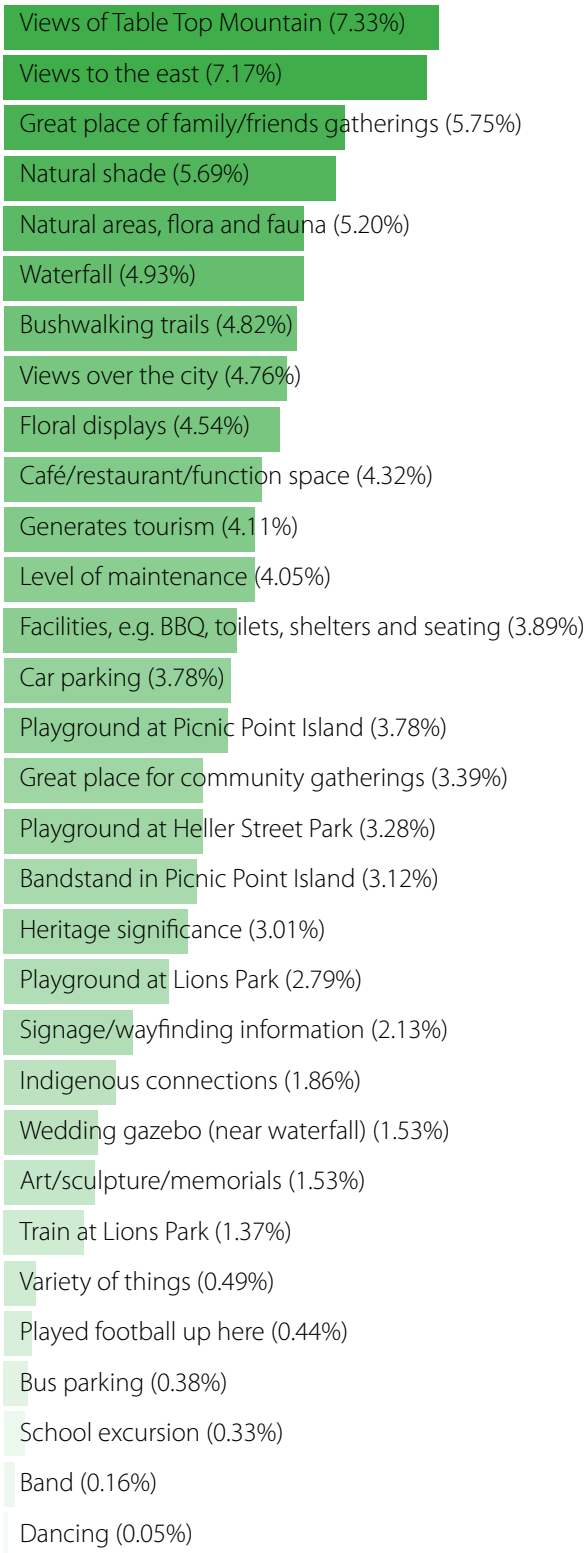 Views of Table Top Mountain (7.33%)
Views to the east (7.17%)
Great place of family/friends gatherings (5.75%)
Natural shade (5.69%)
Natural areas, flora and fauna (5.20%)
Waterfall (4.93%)
Bushwalking trails (4.82%)
Views over the city (4.76%)
Floral displays (4.54%)
Café/restaurant/function space (4.32%)
Generates tourism (4.11%)
Level of maintenance (4.05%)
Facilities, e.g. BBQ, toilets, shelters and seating (3.89%)
Car parking (3.78%)
Playground at Picnic Point Island (3.78%)
Great place for community gatherings (3.39%)
Playground at Heller Street Park (3.28%)
Bandstand in Picnic Point Island (3.12%)
Heritage significance (3.01%)
Playground at Lions Park (2.79%)
Signage/wayfinding information (2.13%)
Indigenous connections (1.86%)
Wedding gazebo (near waterfall) (1.53%)
Art/sculpture/memorials (1.53%)
Train at Lions Park (1.37%)
Variety of things (0.49%)
Played football up here (0.44%)
Bus parking (0.38%)
School excursion (0.33%)
Band (0.16%)
Dancing (0.05%)